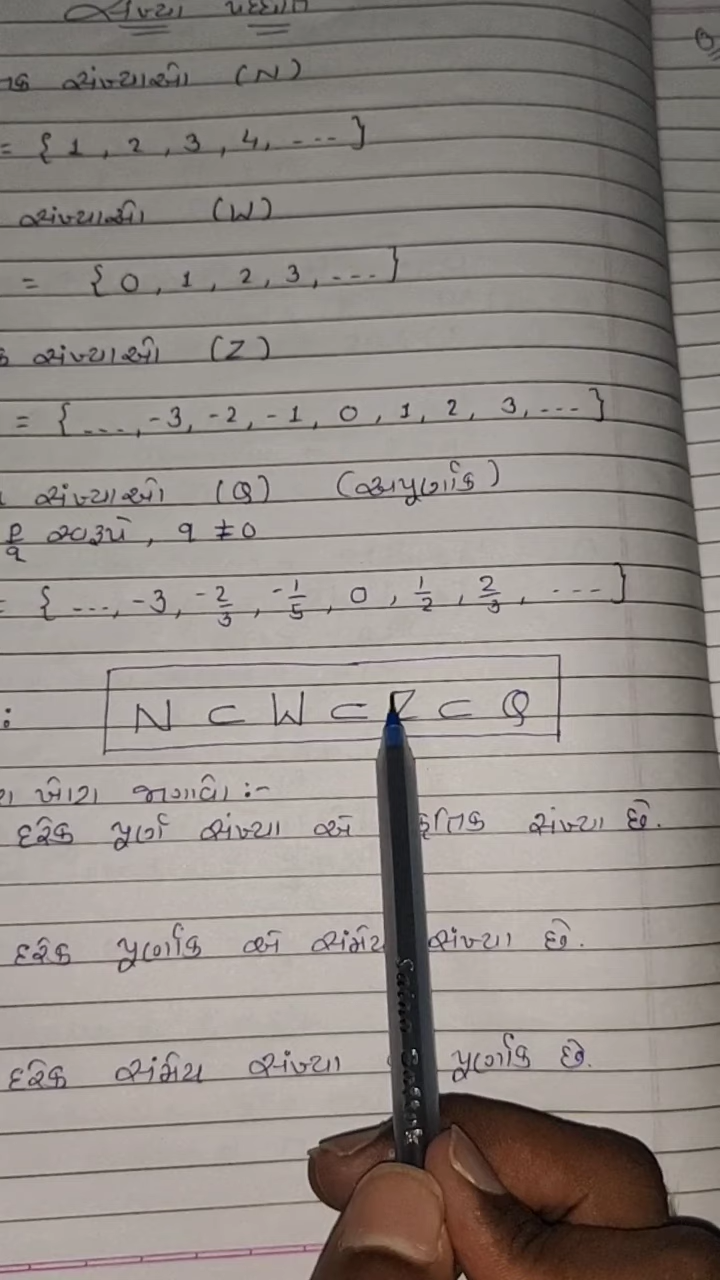 સંખ્યા પદ્ધતિ
સંખ્યાઓ (N)
= {1, 2, 3, 4, ...}
સંખ્યાઓ (W)
= {0, 1, 2, 3, ...}
સંખ્યાઓ (Z)
= {..., -3, -2, -1, 0, 1, 2, 3, ...}
સંખ્યાઓ (Q) (અપૂર્ણાંક)
p/q સ્વરૂપે, q ≠ 0
= {..., -3, -2/3, -1/5, 0, 1/2, 2/3, ...}
: N ⊂ W ⊂ Z ⊂ Q
ખોટા જણાવો :-
દરેક પૂર્ણ સંખ્યા એ સંખ્યા છે.
દરેક પૂર્ણાંક એ સંમેય સંખ્યા છે.
દરેક સંમેય સંખ્યા પૂર્ણાંક છે.